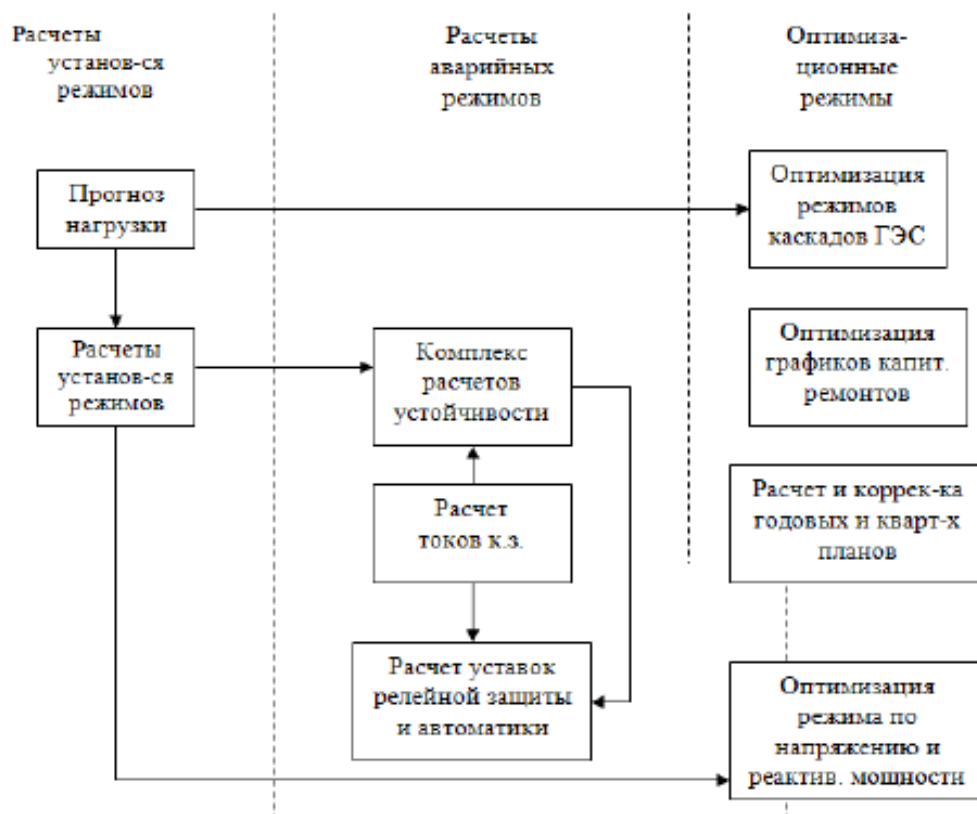 Расчеты
установ-ся
режимов
Расчеты
аварийных
режимов
Оптимиза-
ционные
режимы
Прогноз
нагрузки
Оптимизация
режимов
каскадов ГЭС
Расчеты
установ-ся
режимов
Комплекс
расчетов
устойчивости
Оптимизация
графиков капит.
ремонтов
Расчет
токов к.з.
Расчет и коррек-ка
годовых и кварт-х
планов
Расчет уставок
релейной защиты
и автоматики
Оптимизация
режима по
напряжению и
реактив. мощности